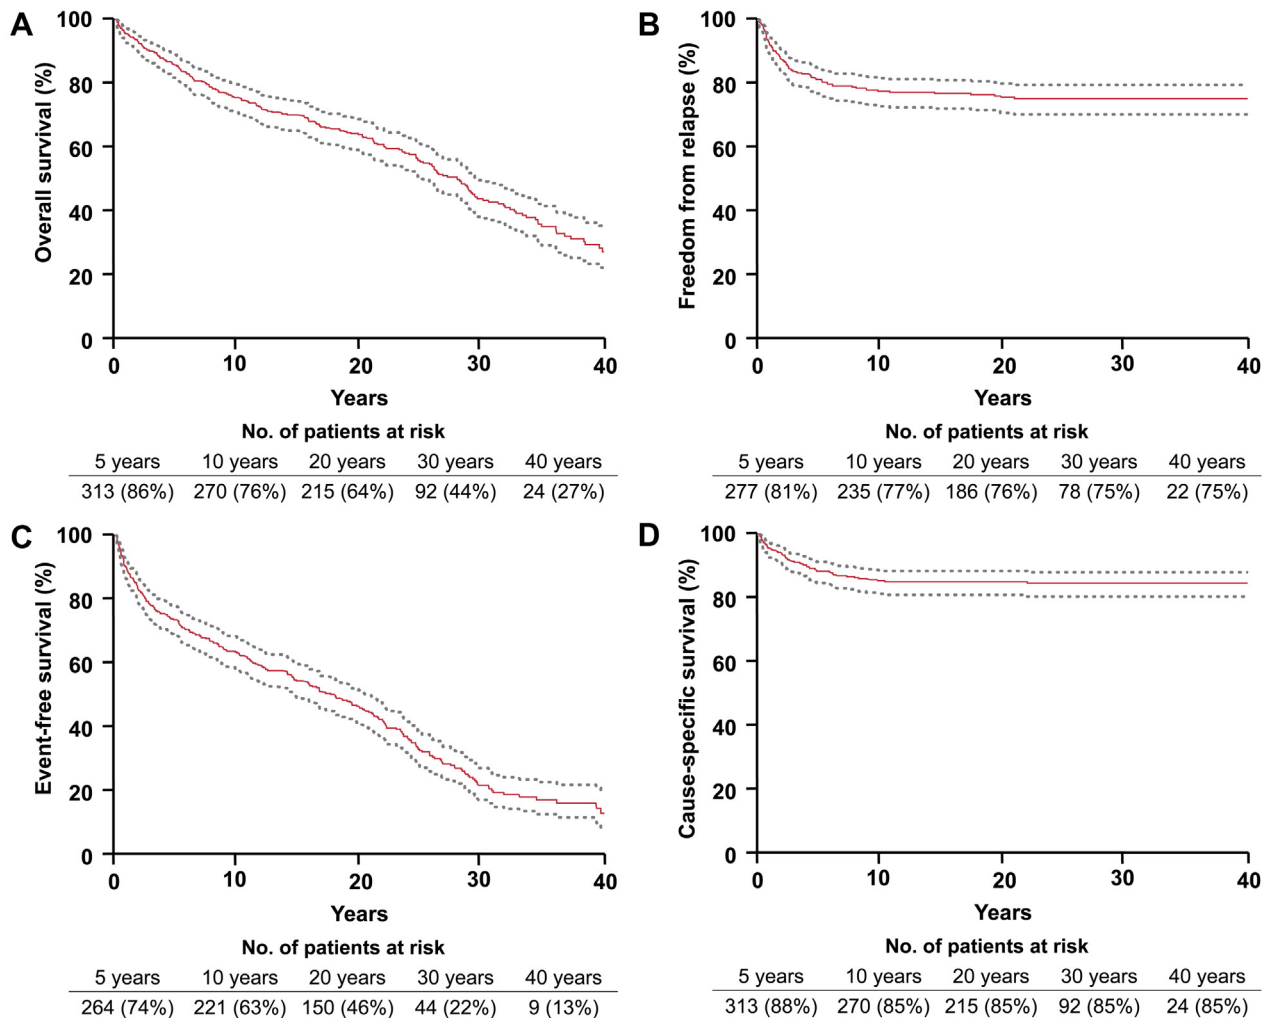 A
Overall survival (%)
100
80
60
40
20
0
0 10 20 30 40
Years
No. of patients at risk
5 years 10 years 20 years 30 years 40 years
313 (86%) 270 (76%) 215 (64%) 92 (44%) 24 (27%)
B
Freedom from relapse (%)
100
80
60
40
20
0
0 10 20 30 40
Years
No. of patients at risk
5 years 10 years 20 years 30 years 40 years
277 (81%) 235 (77%) 186 (76%) 78 (75%) 22 (75%)
C
Event-free survival (%)
100
80
60
40
20
0
0 10 20 30 40
Years
No. of patients at risk
5 years 10 years 20 years 30 years 40 years
264 (74%) 221 (63%) 150 (46%) 44 (22%) 9 (13%)
D
Cause-specific survival (%)
100
80
60
40
20
0
0 10 20 30 40
Years
No. of patients at risk
5 years 10 years 20 years 30 years 40 years
313 (88%) 270 (85%) 215 (85%) 92 (85%) 24 (85%)